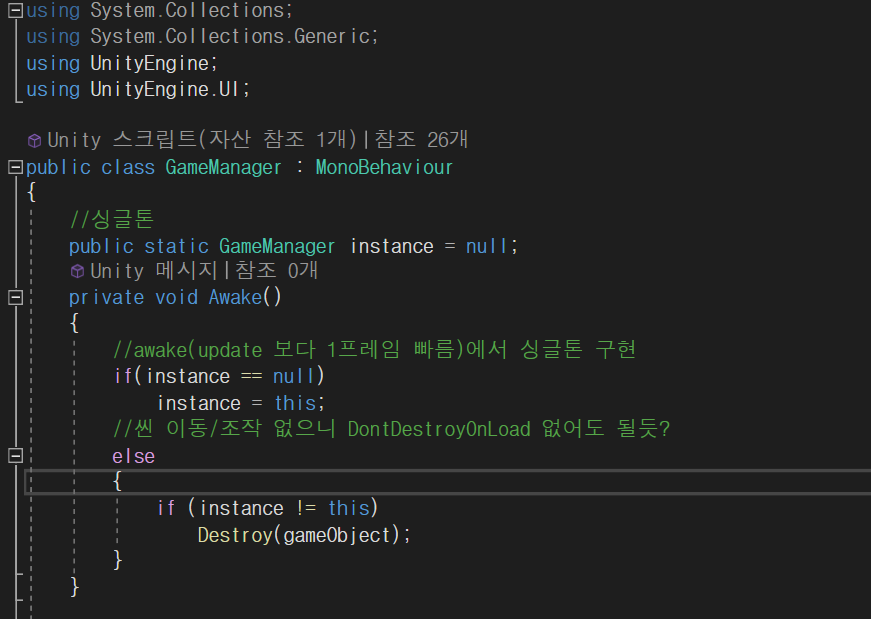 using System.Collections;
using System.Collections.Generic;
using UnityEngine;
using UnityEngine.UI;
Unity 스크립트(자산 참조 1개)|참조 26개
public class GameManager : MonoBehaviour
{
//싱글톤
public static GameManager instance = null;
Unity 메시지|참조 0개
private void Awake()
{
//awake(update 보다 1프레임 빠름)에서 싱글톤 구현
if(instance == null)
instance = this;
//씬 이동/조작 없으니 DontDestroyOnLoad 없어도 될듯?
else
{
if (instance != this)
Destroy(gameObject);
}
}